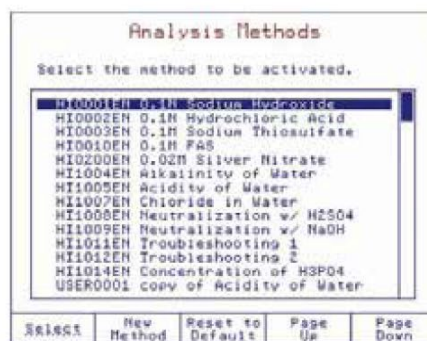 Analysis Methods
Select the method to be activated.
HI0001EN 0.1N Sodium Hydroxide
HI0002EN 0.1N Hydrochloric Acid
HI0003EN 0.1M Sodium Thiosulfate
HI0010EN 0.1M FAS
HI0200EN 0.02M Silver Nitrate
HI1004EN Alkalinity of Water
HI1005EN Acidity of Water
HI1007EN Chloride in Water
HI1008EN Neutralization w/ H2SO4
HI1009EN Neutralization w/ NaOH
HI1011EN Troubleshooting 1
HI1012EN Troubleshooting 2
HI1014EN Concentration of H3PO4
USER0001 copy of Acidity of Water
Select New Method Reset to Default Page Up Page Down